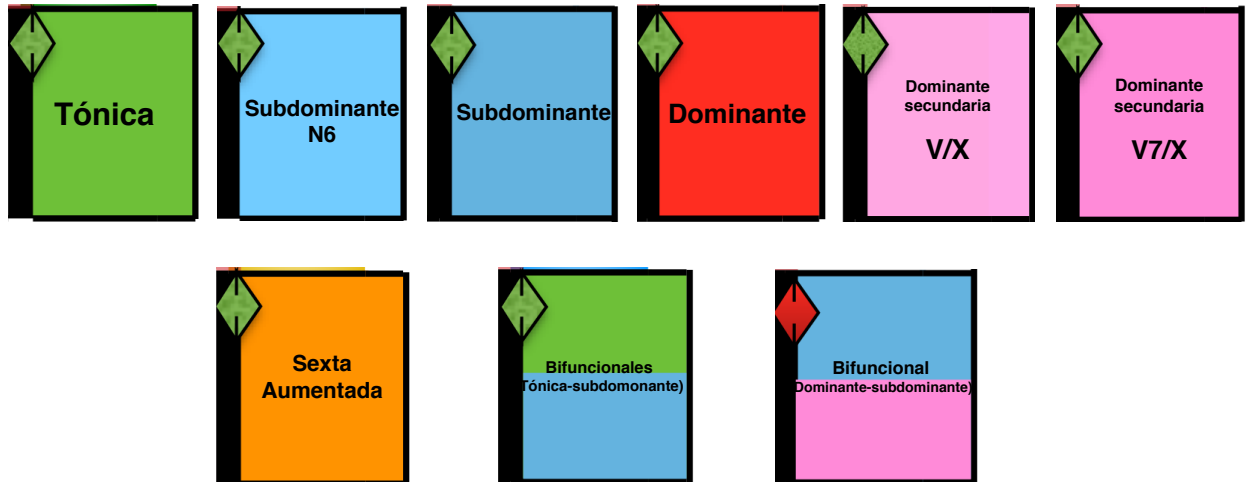 Tónica
Subdominante
N6
Subdominante
Dominante
Dominante
secundaria
V/X
Dominante
secundaria
V7/X
Sexta
Aumentada
Bifuncionales
(Tónica-subdomonante)
Bifuncional
(Dominante-subdominante)